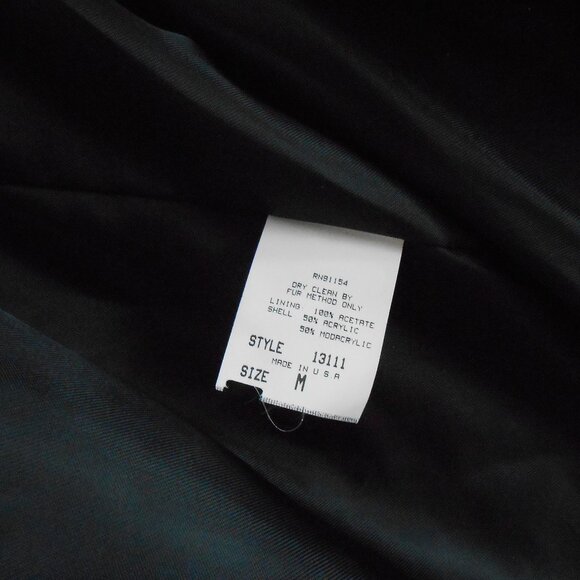 RN91154
DRY CLEAN BY
FUR METHOD ONLY
LINING 100% ACETATE
SHELL 50% ACRYLIC
50% MODACRYLIC
STYLE 13111
MADE IN U S A
SIZE M